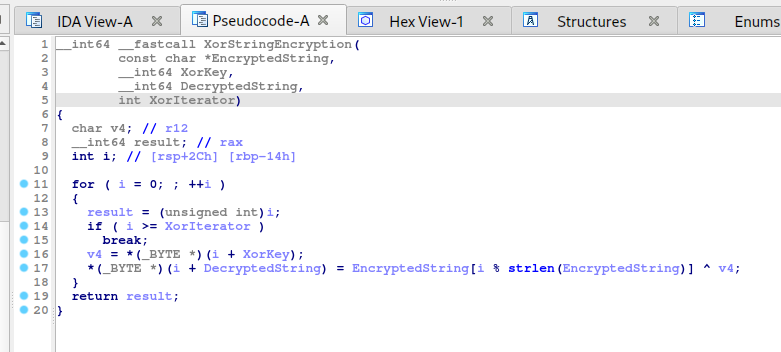 IDA View-A Pseudocode-A Hex View-1 Structures Enums
1 __int64 __fastcall XorStringEncryption(
2 const char *EncryptedString,
3 __int64 XorKey,
4 __int64 DecryptedString,
5 int XorIterator)
6 {
7 char v4; // r12
8 __int64 result; // rax
9 int i; // [rsp+2Ch] [rbp-14h]
10
11 for ( i = 0; ; ++i )
12 {
13 result = (unsigned int)i;
14 if ( i >= XorIterator )
15 break;
16 v4 = *(_BYTE *)(i + XorKey);
17 *(_BYTE *)(i + DecryptedString) = EncryptedString[i % strlen(EncryptedString)] ^ v4;
18 }
19 return result;
20 }